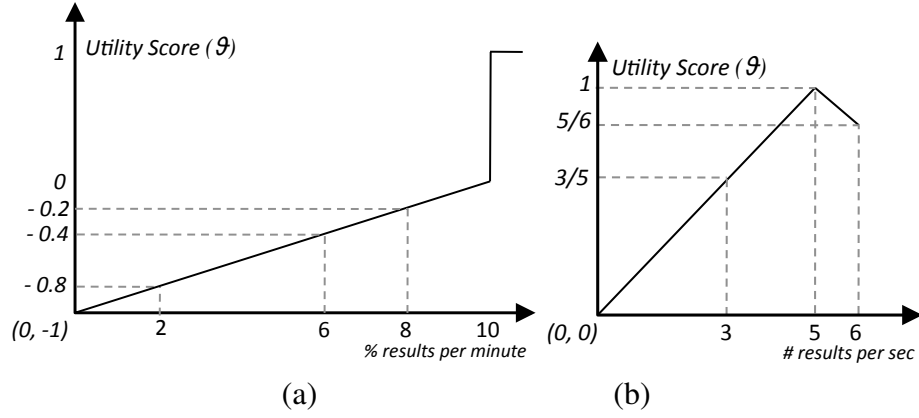 Utility Score (ϑ)
1
0
- 0.2
- 0.4
- 0.8
(0, -1)
2
6
8
10
% results per minute
(a)
Utility Score (ϑ)
1
5/6
3/5
(0, 0)
3
5
6
# results per sec
(b)